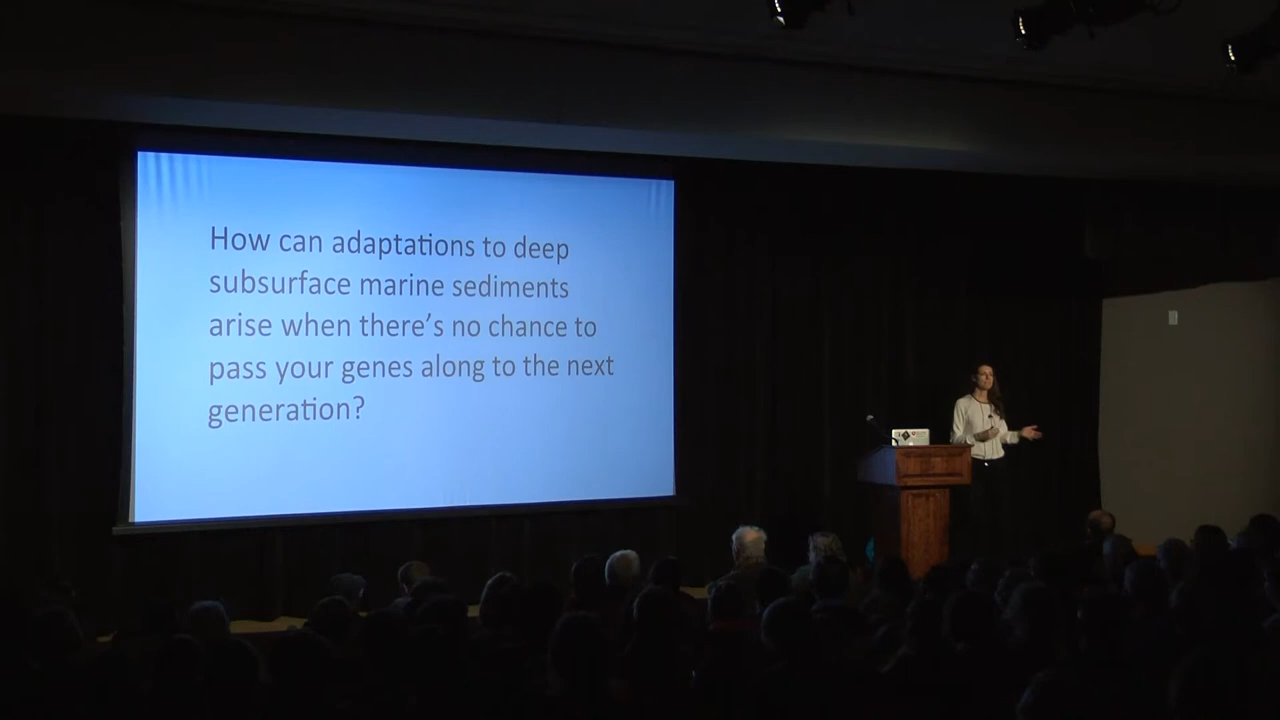 How can adaptations to deep
subsurface marine sediments
arise when there's no chance to
pass your genes along to the next
generation?